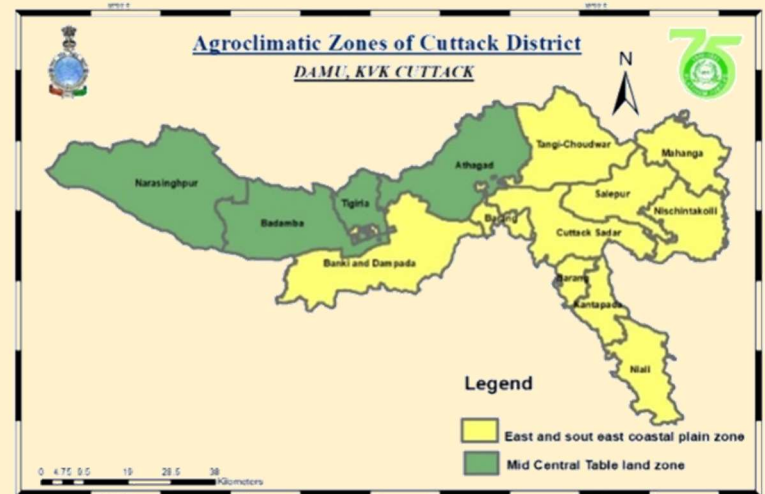 Agroclimatic Zones of Cuttack District
DAMU, KVK CUTTACK
N
75
Tangi-Choudwar
Mahanga
Athagad
Narasinghpur
Salepur
Tigiria
Nischintakoili
Badamba
Cuttack Sadar
Banki and Dampada
Barang
Kantapada
Niali
Legend
East and sout east coastal plain zone
Mid Central Table land zone
0 4.75 9.5 19 28.5 38
Kilometers